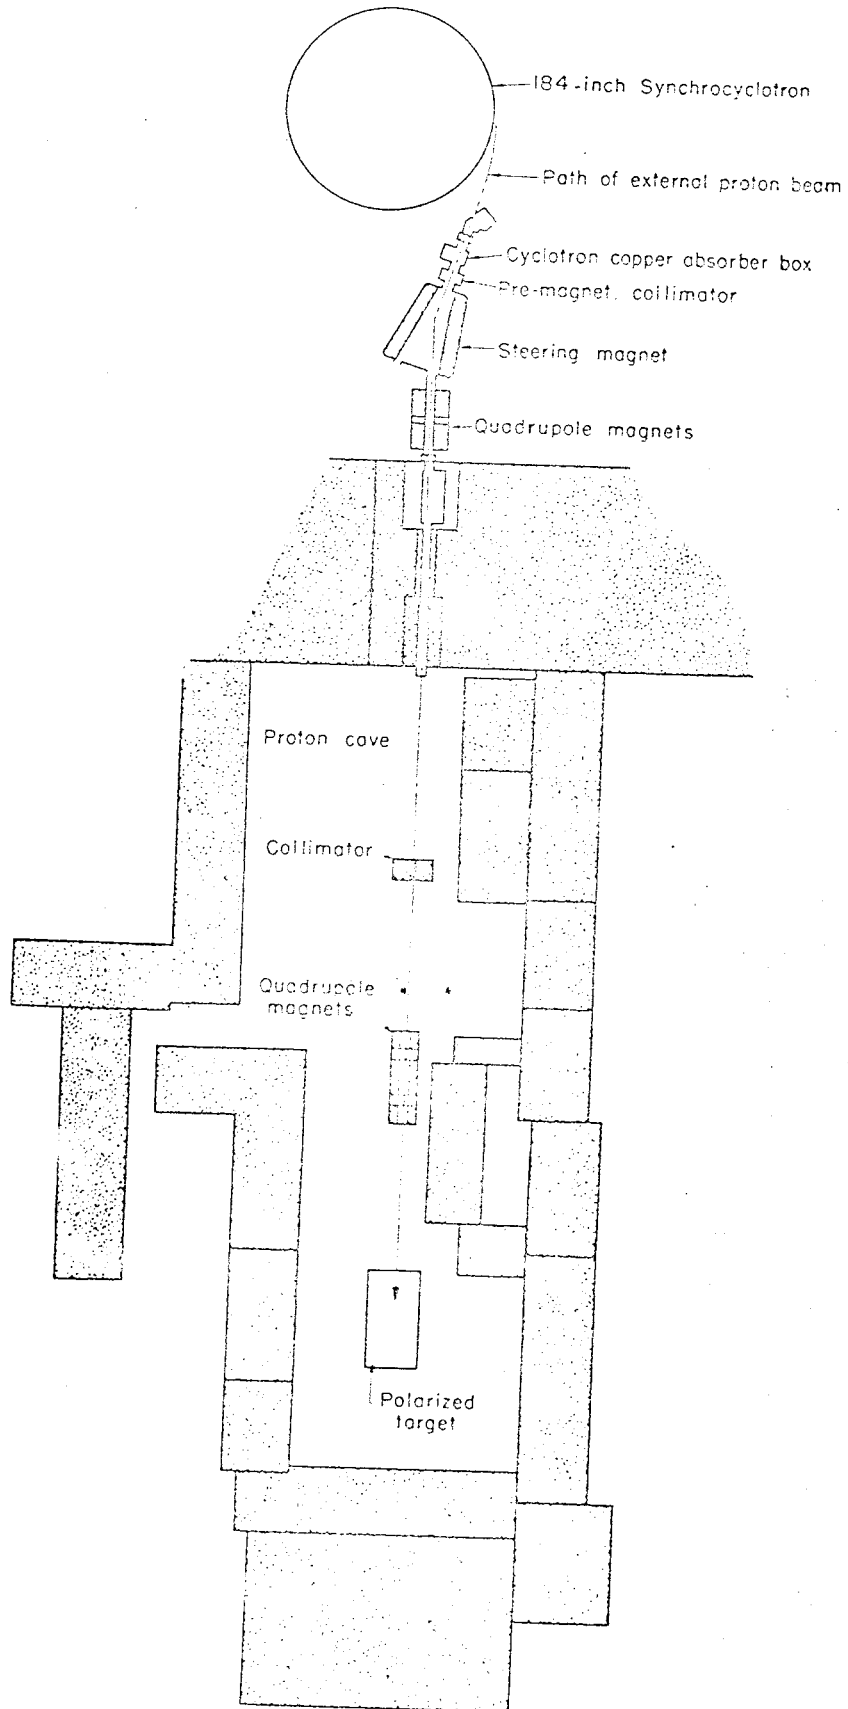 184-inch Synchrocyclotron
Path of external proton beam
Cyclotron copper absorber box
Pre-magnet collimator
Steering magnet
Quadrupole magnets
Proton cave
Collimator
Quadrupole
magnets
Polarized
target